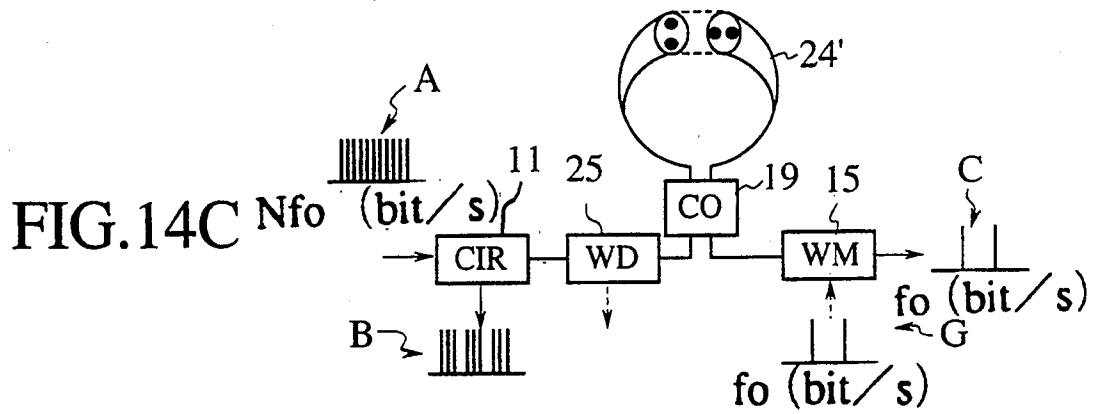 24'
A
11
25
19
15
C
FIG.14C
Nfo (bit/s)
CIR
WD
CO
WM
fo (bit/s)
B
G
fo (bit/s)